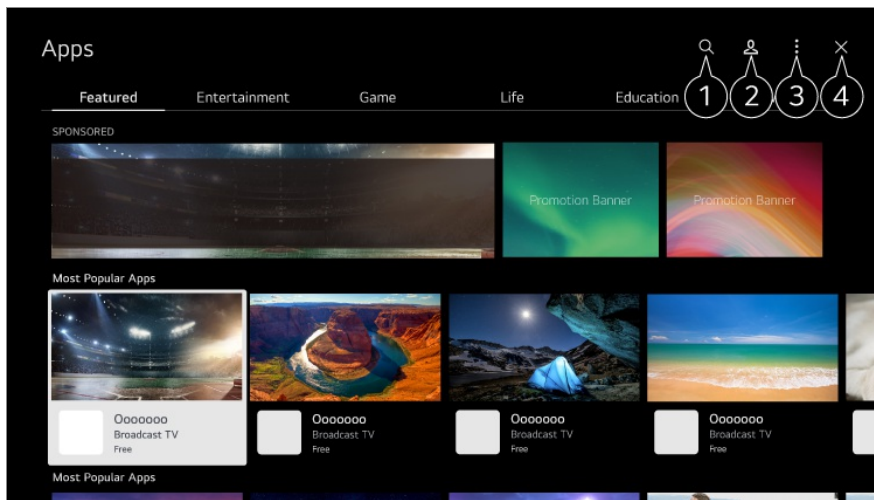 Apps
Featured Entertainment Game Life Education
1 2 3 4
SPONSORED
Promotion Banner Promotion Banner
Most Popular Apps
Ooooooo Ooooooo Ooooooo Ooooooo
Broadcast TV Broadcast TV Broadcast TV Broadcast TV
Free Free Free Free
Most Popular Apps